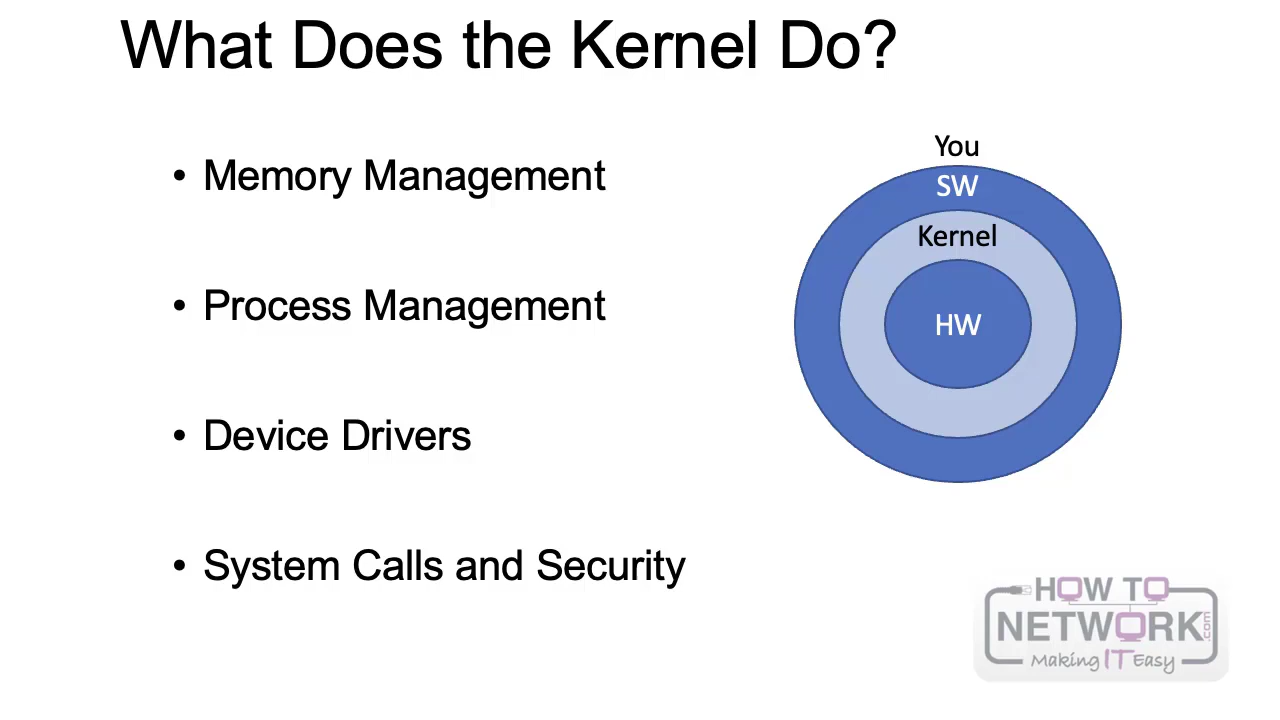 What Does the Kernel Do?
• Memory Management
• Process Management
• Device Drivers
• System Calls and Security
You
SW
Kernel
HW
HOW TO
NETWORK.com
Making IT Easy